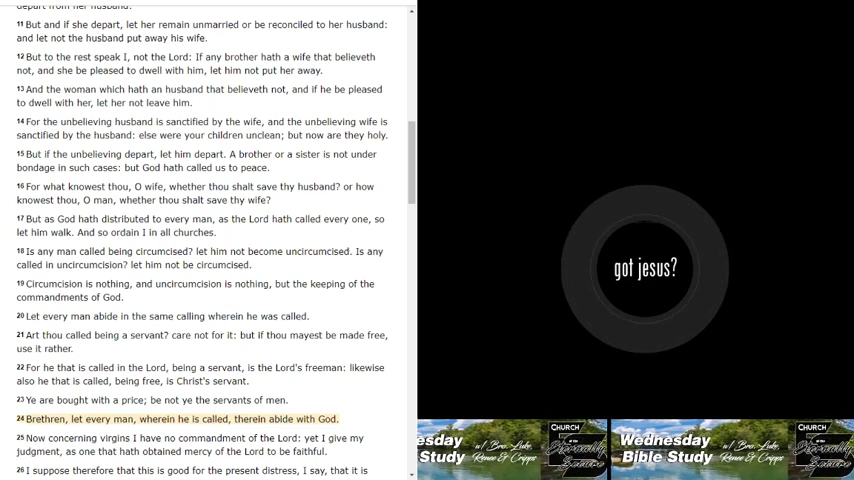 depart from her husband:
11 But and if she depart, let her remain unmarried or be reconciled to her husband:
and let not the husband put away his wife.
12 But to the rest speak I, not the Lord: If any brother hath a wife that believeth
not, and she be pleased to dwell with him, let him not put her away.
13 And the woman which hath an husband that believeth not, and if he be pleased
to dwell with her, let her not leave him.
14 For the unbelieving husband is sanctified by the wife, and the unbelieving wife is
sanctified by the husband: else were your children unclean; but now are they holy.
15 But if the unbelieving depart, let him depart. A brother or a sister is not under
bondage in such cases: but God hath called us to peace.
16 For what knowest thou, O wife, whether thou shalt save thy husband? or how
knowest thou, O man, whether thou shalt save thy wife?
17 But as God hath distributed to every man, as the Lord hath called every one, so
let him walk. And so ordain I in all churches.
18 Is any man called being circumcised? let him not become uncircumcised. Is any
called in uncircumcision? let him not be circumcised.
19 Circumcision is nothing, and uncircumcision is nothing, but the keeping of the
commandments of God.
20 Let every man abide in the same calling wherein he was called.
21 Art thou called being a servant? care not for it: but if thou mayest be made free,
use it rather.
22 For he that is called in the Lord, being a servant, is the Lord's freeman: likewise
also he that is called, being free, is Christ's servant.
23 Ye are bought with a price; be not ye the servants of men.
24 Brethren, let every man, wherein he is called, therein abide with God.
25 Now concerning virgins I have no commandment of the Lord: yet I give my
judgment, as one that hath obtained mercy of the Lord to be faithful.
26 I suppose therefore that this is good for the present distress, I say, that it is
got jesus?
esday
Study
w/ Bro. Luke,
Renee & Cripps
CHURCH
of the
Eternally
Secure
Wednesday
Bible Study
w/ Bro. Luke,
Renee & Cripps
CHURCH
of the
Eternally
Secure